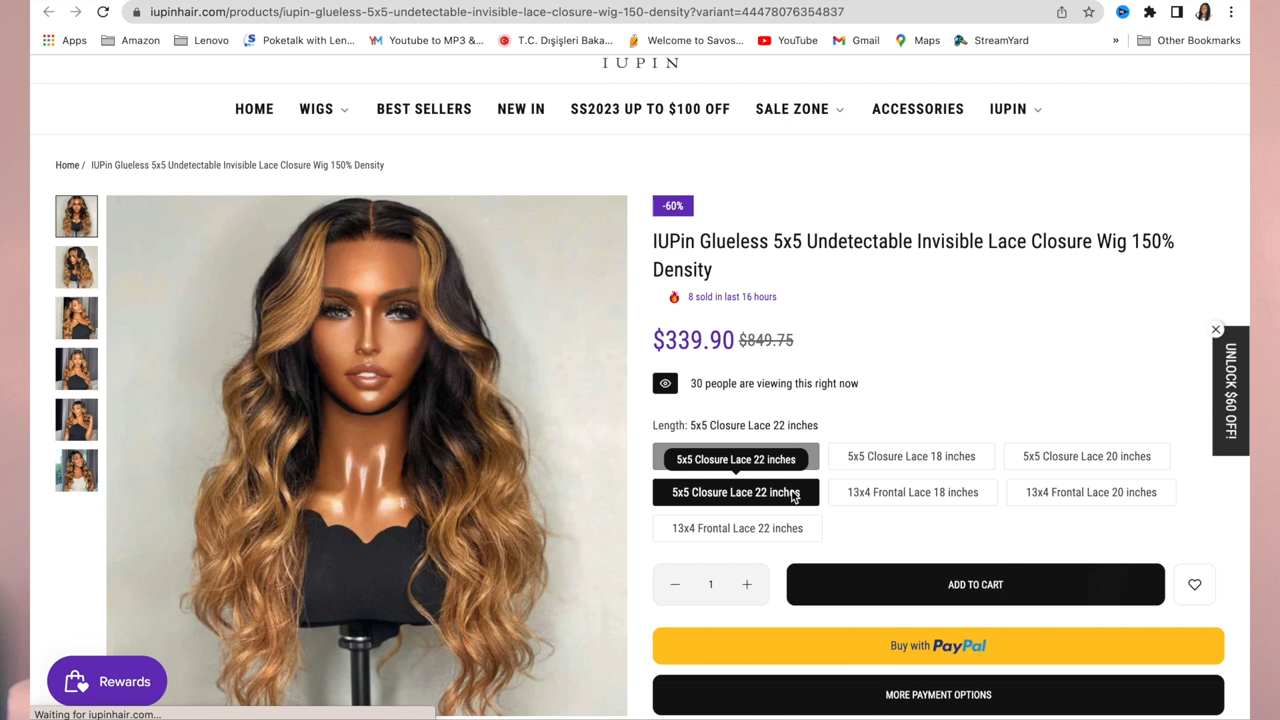 iupinhair.com/products/iupin-glueless-5x5-undetectable-invisible-lace-closure-wig-150-density?variant=44478076354837
Apps Amazon Lenovo Poketalk with Len... Youtube to MP3 &... T.C. Dışişleri Baka... Welcome to Savos... YouTube Gmail Maps StreamYard » Other Bookmarks
IUPIN
HOME WIGS BEST SELLERS NEW IN SS2023 UP TO $100 OFF SALE ZONE ACCESSORIES IUPIN
Home / IUPin Glueless 5x5 Undetectable Invisible Lace Closure Wig 150% Density
-60%
IUPin Glueless 5x5 Undetectable Invisible Lace Closure Wig 150%
Density
8 sold in last 16 hours
$339.90 $849.75
30 people are viewing this right now
Length: 5x5 Closure Lace 22 inches
5x5 Closure Lace 22 inches 5x5 Closure Lace 18 inches 5x5 Closure Lace 20 inches
5x5 Closure Lace 22 inches 13x4 Frontal Lace 18 inches 13x4 Frontal Lace 20 inches
13x4 Frontal Lace 22 inches
1
ADD TO CART
Buy with PayPal
MORE PAYMENT OPTIONS
UNLOCK $60 OFF!
Rewards
Waiting for iupinhair.com...